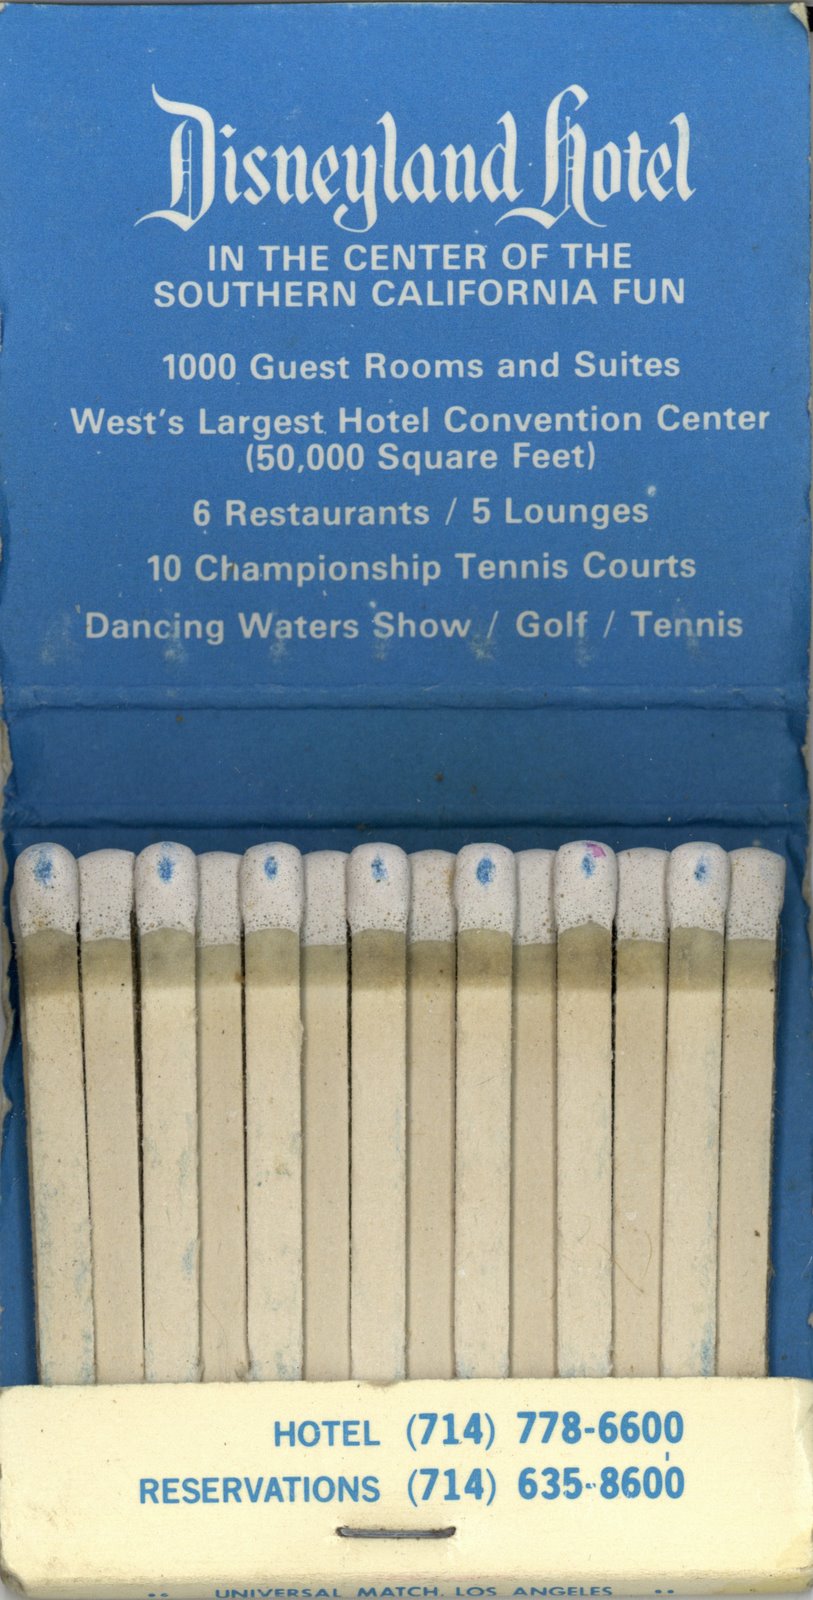 Disneyland Hotel
IN THE CENTER OF THE
SOUTHERN CALIFORNIA FUN
1000 Guest Rooms and Suites
West's Largest Hotel Convention Center
(50,000 Square Feet)
6 Restaurants / 5 Lounges
10 Championship Tennis Courts
Dancing Waters Show / Golf / Tennis
HOTEL (714) 778-6600
RESERVATIONS (714) 635-8600
UNIVERSAL MATCH, LOS ANGELES